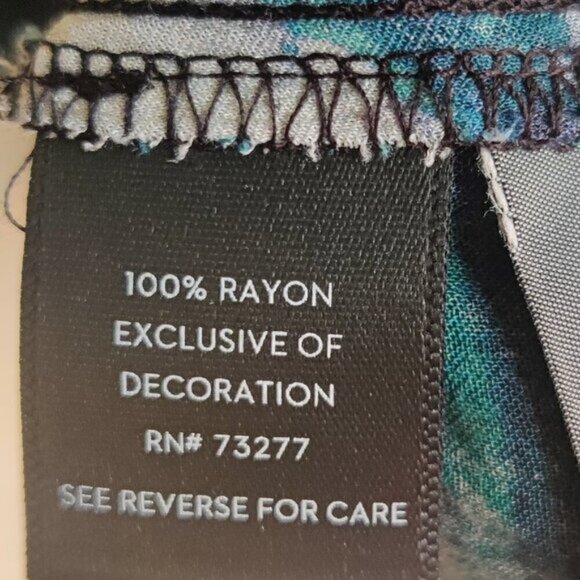 100% RAYON
EXCLUSIVE OF
DECORATION
RN# 73277
SEE REVERSE FOR CARE